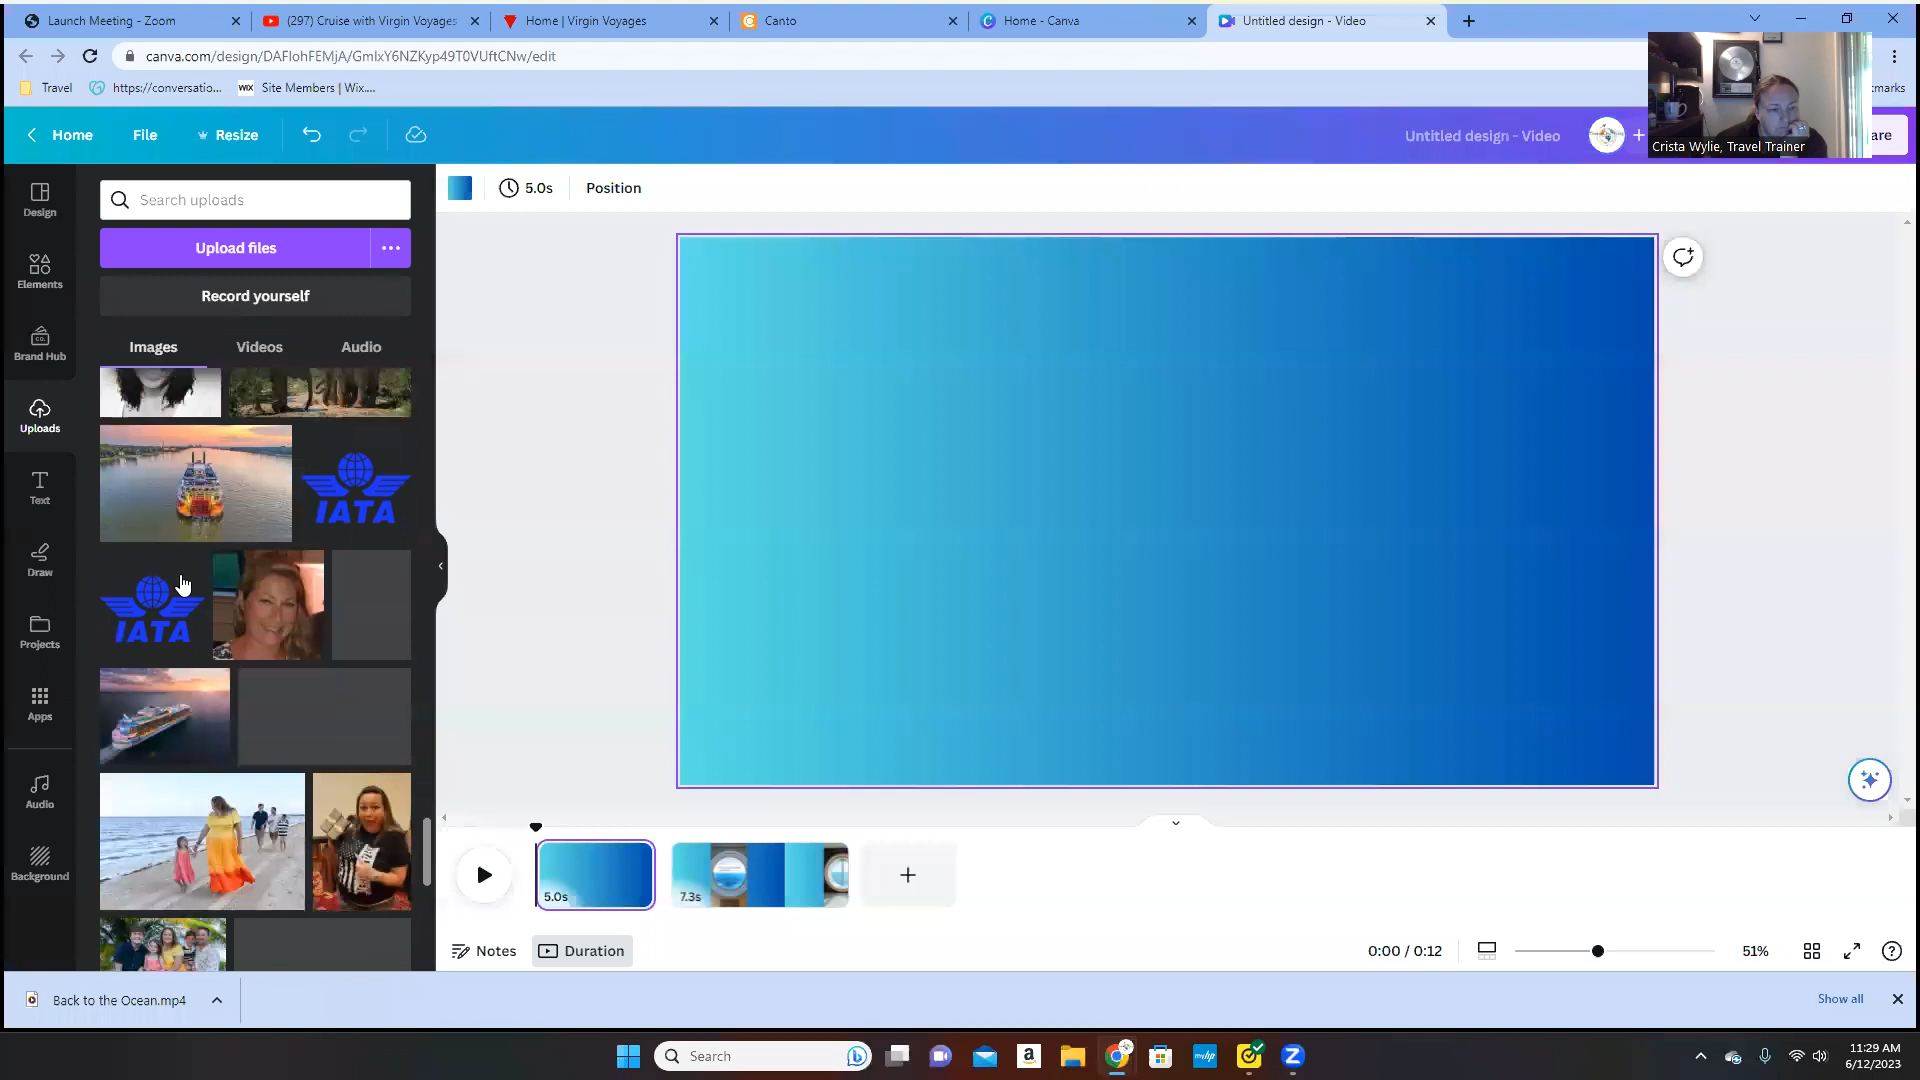 Launch Meeting - Zoom
(297) Cruise with Virgin Voyages
Home | Virgin Voyages
Canto
Home - Canva
Untitled design - Video
canva.com/design/DAFlohFEMjA/GmlxY6NZKyp49T0VUftCNw/edit
Travel
https://conversatio...
WIX
Site Members | Wix....
Home
File
Resize
Untitled design - Video
Crista Wylie, Travel Trainer
Design
Elements
Brand Hub
Uploads
Text
Draw
Projects
Apps
Audio
Background
Search uploads
Upload files
Record yourself
Images
Videos
Audio
IATA
IATA
5.0s
Position
5.0s
7.3s
Notes
Duration
0:00 / 0:12
51%
Back to the Ocean.mp4
Show all
Search
11:29 AM
6/12/2023